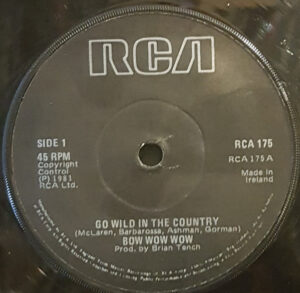 RCA
SIDE 1
45 RPM
Copyright
Control
(P) 1981
RCA Ltd.
RCA 175
RCA 175 A
Made in
Ireland
GO WILD IN THE COUNTRY
(McLaren, Barbarossa, Ashman, Gorman)
BOW WOW WOW
Prod. by Brian Tench